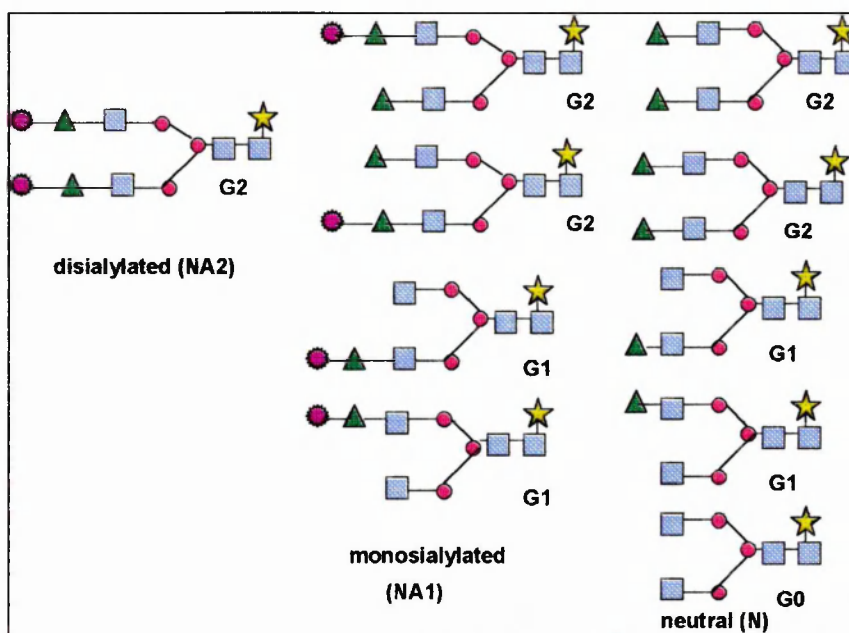 G2
disialylated (NA2)
G2
G2
G1
G1
monosialylated
(NA1)
G2
G2
G1
G1
G0
neutral (N)